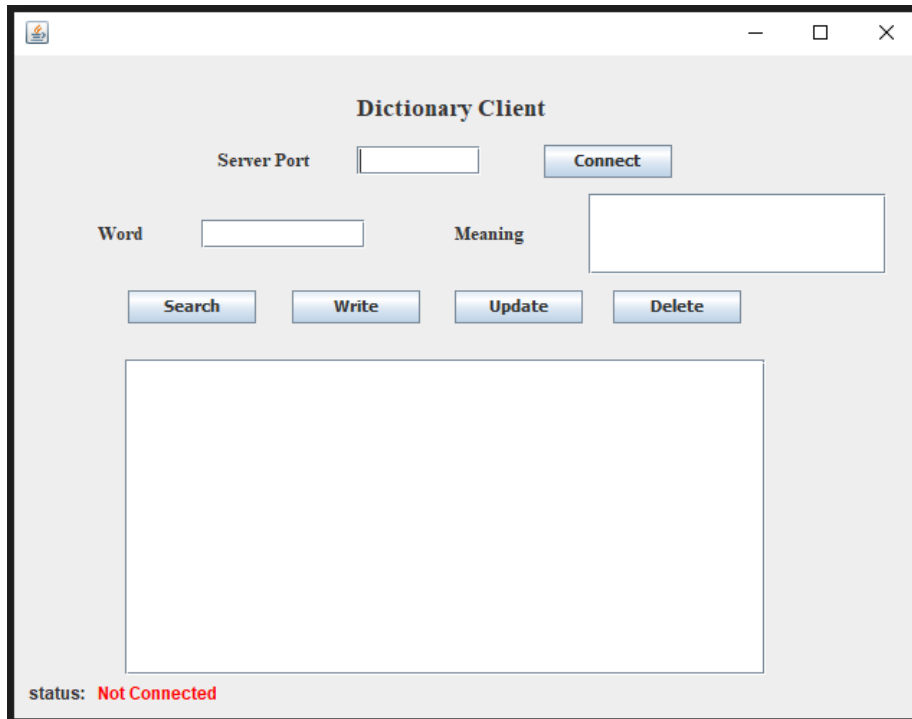 Dictionary Client
Server Port Connect
Word Meaning
Search Write Update Delete
status: Not Connected